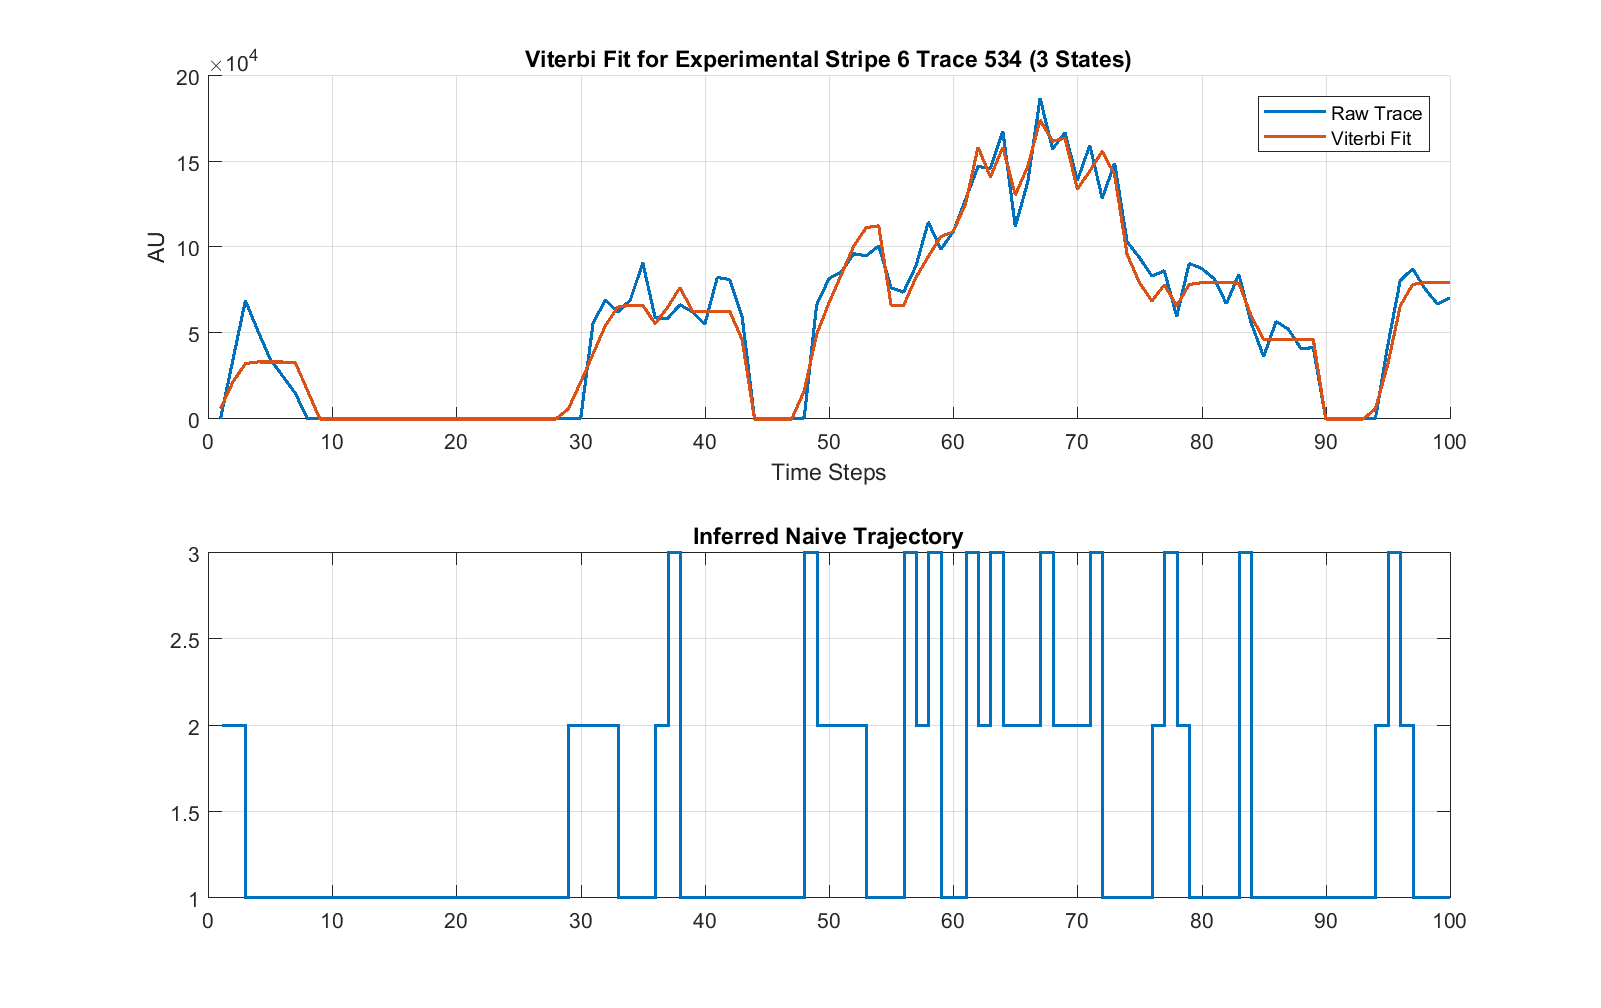 Viterbi Fit for Experimental Stripe 6 Trace 534 (3 States)
×10⁴
20
15
10
5
0
AU
Raw Trace
Viterbi Fit
0 10 20 30 40 50 60 70 80 90 100
Time Steps
Inferred Naive Trajectory
3
2.5
2
1.5
1
0 10 20 30 40 50 60 70 80 90 100